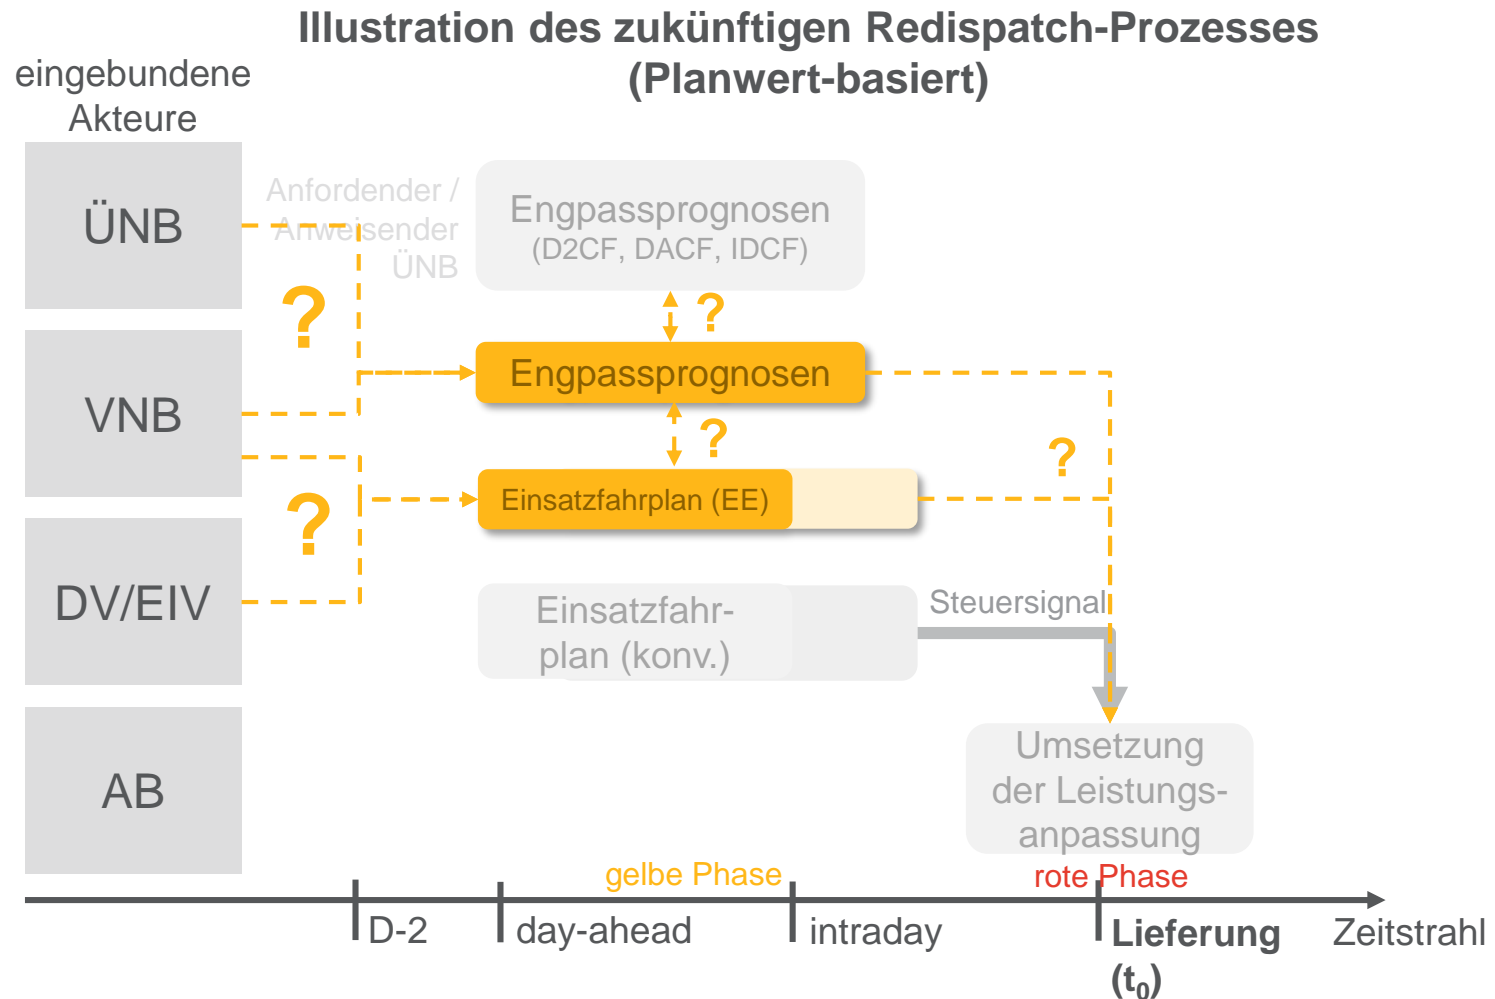 Illustration des zukünftigen Redispatch-Prozesses
(Planwert-basiert)
eingebundene
Akteure
ÜNB
Anfordender /
Anweisender
ÜNB
Engpassprognosen
(D2CF, DACF, IDCF)
?
?
VNB
Engpassprognosen
?
?
?
Einsatzfahrplan (EE)
DV/EIV
Einsatzfahr-
plan (konv.)
Steuersignal
AB
Umsetzung
der Leistungs-
anpassung
gelbe Phase
rote Phase
D-2
day-ahead
intraday
Lieferung
(t0)
Zeitstrahl